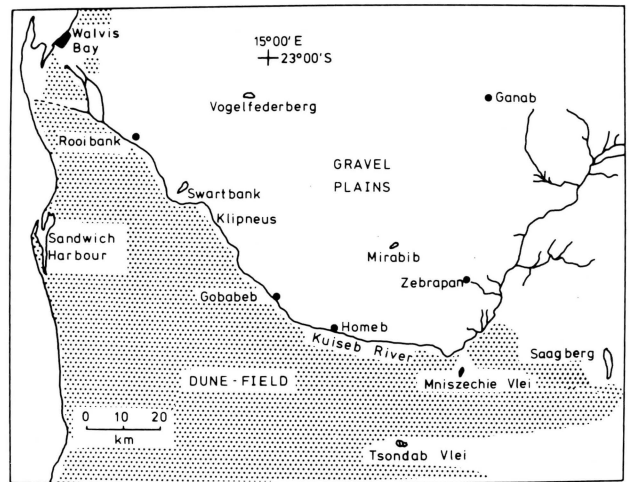 Walvis
Bay
15°00'E
23°00'S
Vogelfederberg
Ganab
Rooibank
GRAVEL
PLAINS
Swartbank
Klipneus
Sandwich
Harbour
Mirabib
Zebrapan
Gobabeb
Homeb
Kuiseb River
Saagberg
DUNE-FIELD
Mniszechie Vlei
0 10 20
km
Tsondab Vlei